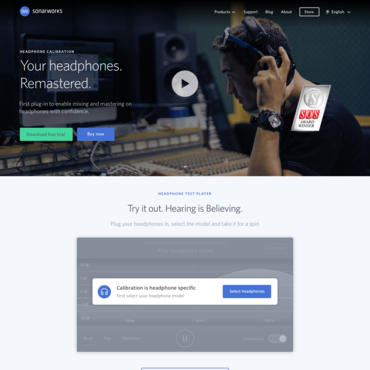 sonarworks
Products
Support
Blog
About
Store
English
HEADPHONE CALIBRATION
Your headphones.
Remastered.
First plug-in to enable mixing and mastering on
headphones with confidence.
Download free trial
Buy now
SOS
AWARD
WINNER
HEADPHONE TEST PLAYER
Try it out. Hearing is Believing.
Plug your headphones in, select the model and take it for a spin
Calibration is headphone specific
First select your headphone model
Select headphones